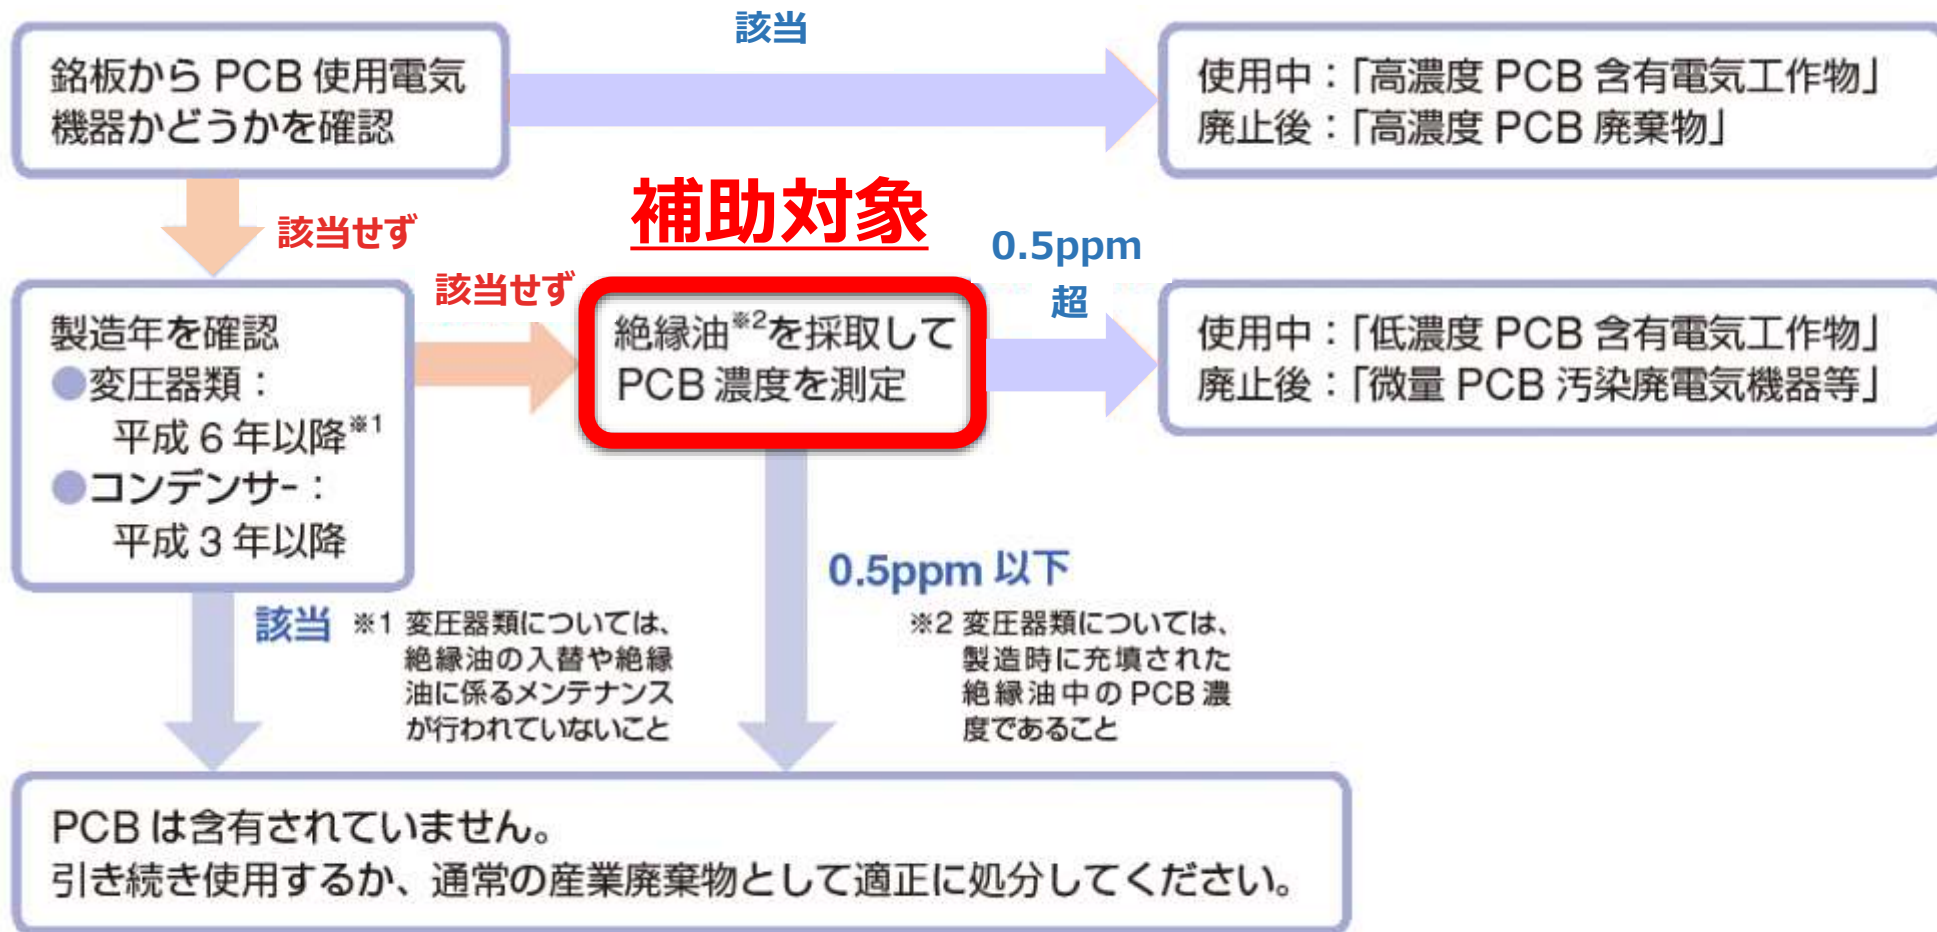 該当
銘板から PCB 使用電気
機器かどうかを確認
使用中：「高濃度 PCB 含有電気工作物」
廃止後：「高濃度 PCB 廃棄物」
該当せず
補助対象
0.5ppm
超
該当せず
製造年を確認
●変圧器類：
平成 6 年以降※1
●コンデンサー：
平成 3 年以降
絶縁油※2を採取して
PCB 濃度を測定
使用中：「低濃度 PCB 含有電気工作物」
廃止後：「微量 PCB 汚染廃電気機器等」
0.5ppm 以下
該当
※1 変圧器類については、
絶縁油の入替や絶縁
油に係るメンテナンス
が行われていないこと
※2 変圧器類については、
製造時に充填された
絶縁油中の PCB 濃
度であること
PCB は含有されていません。
引き続き使用するか、通常の産業廃棄物として適正に処分してください。